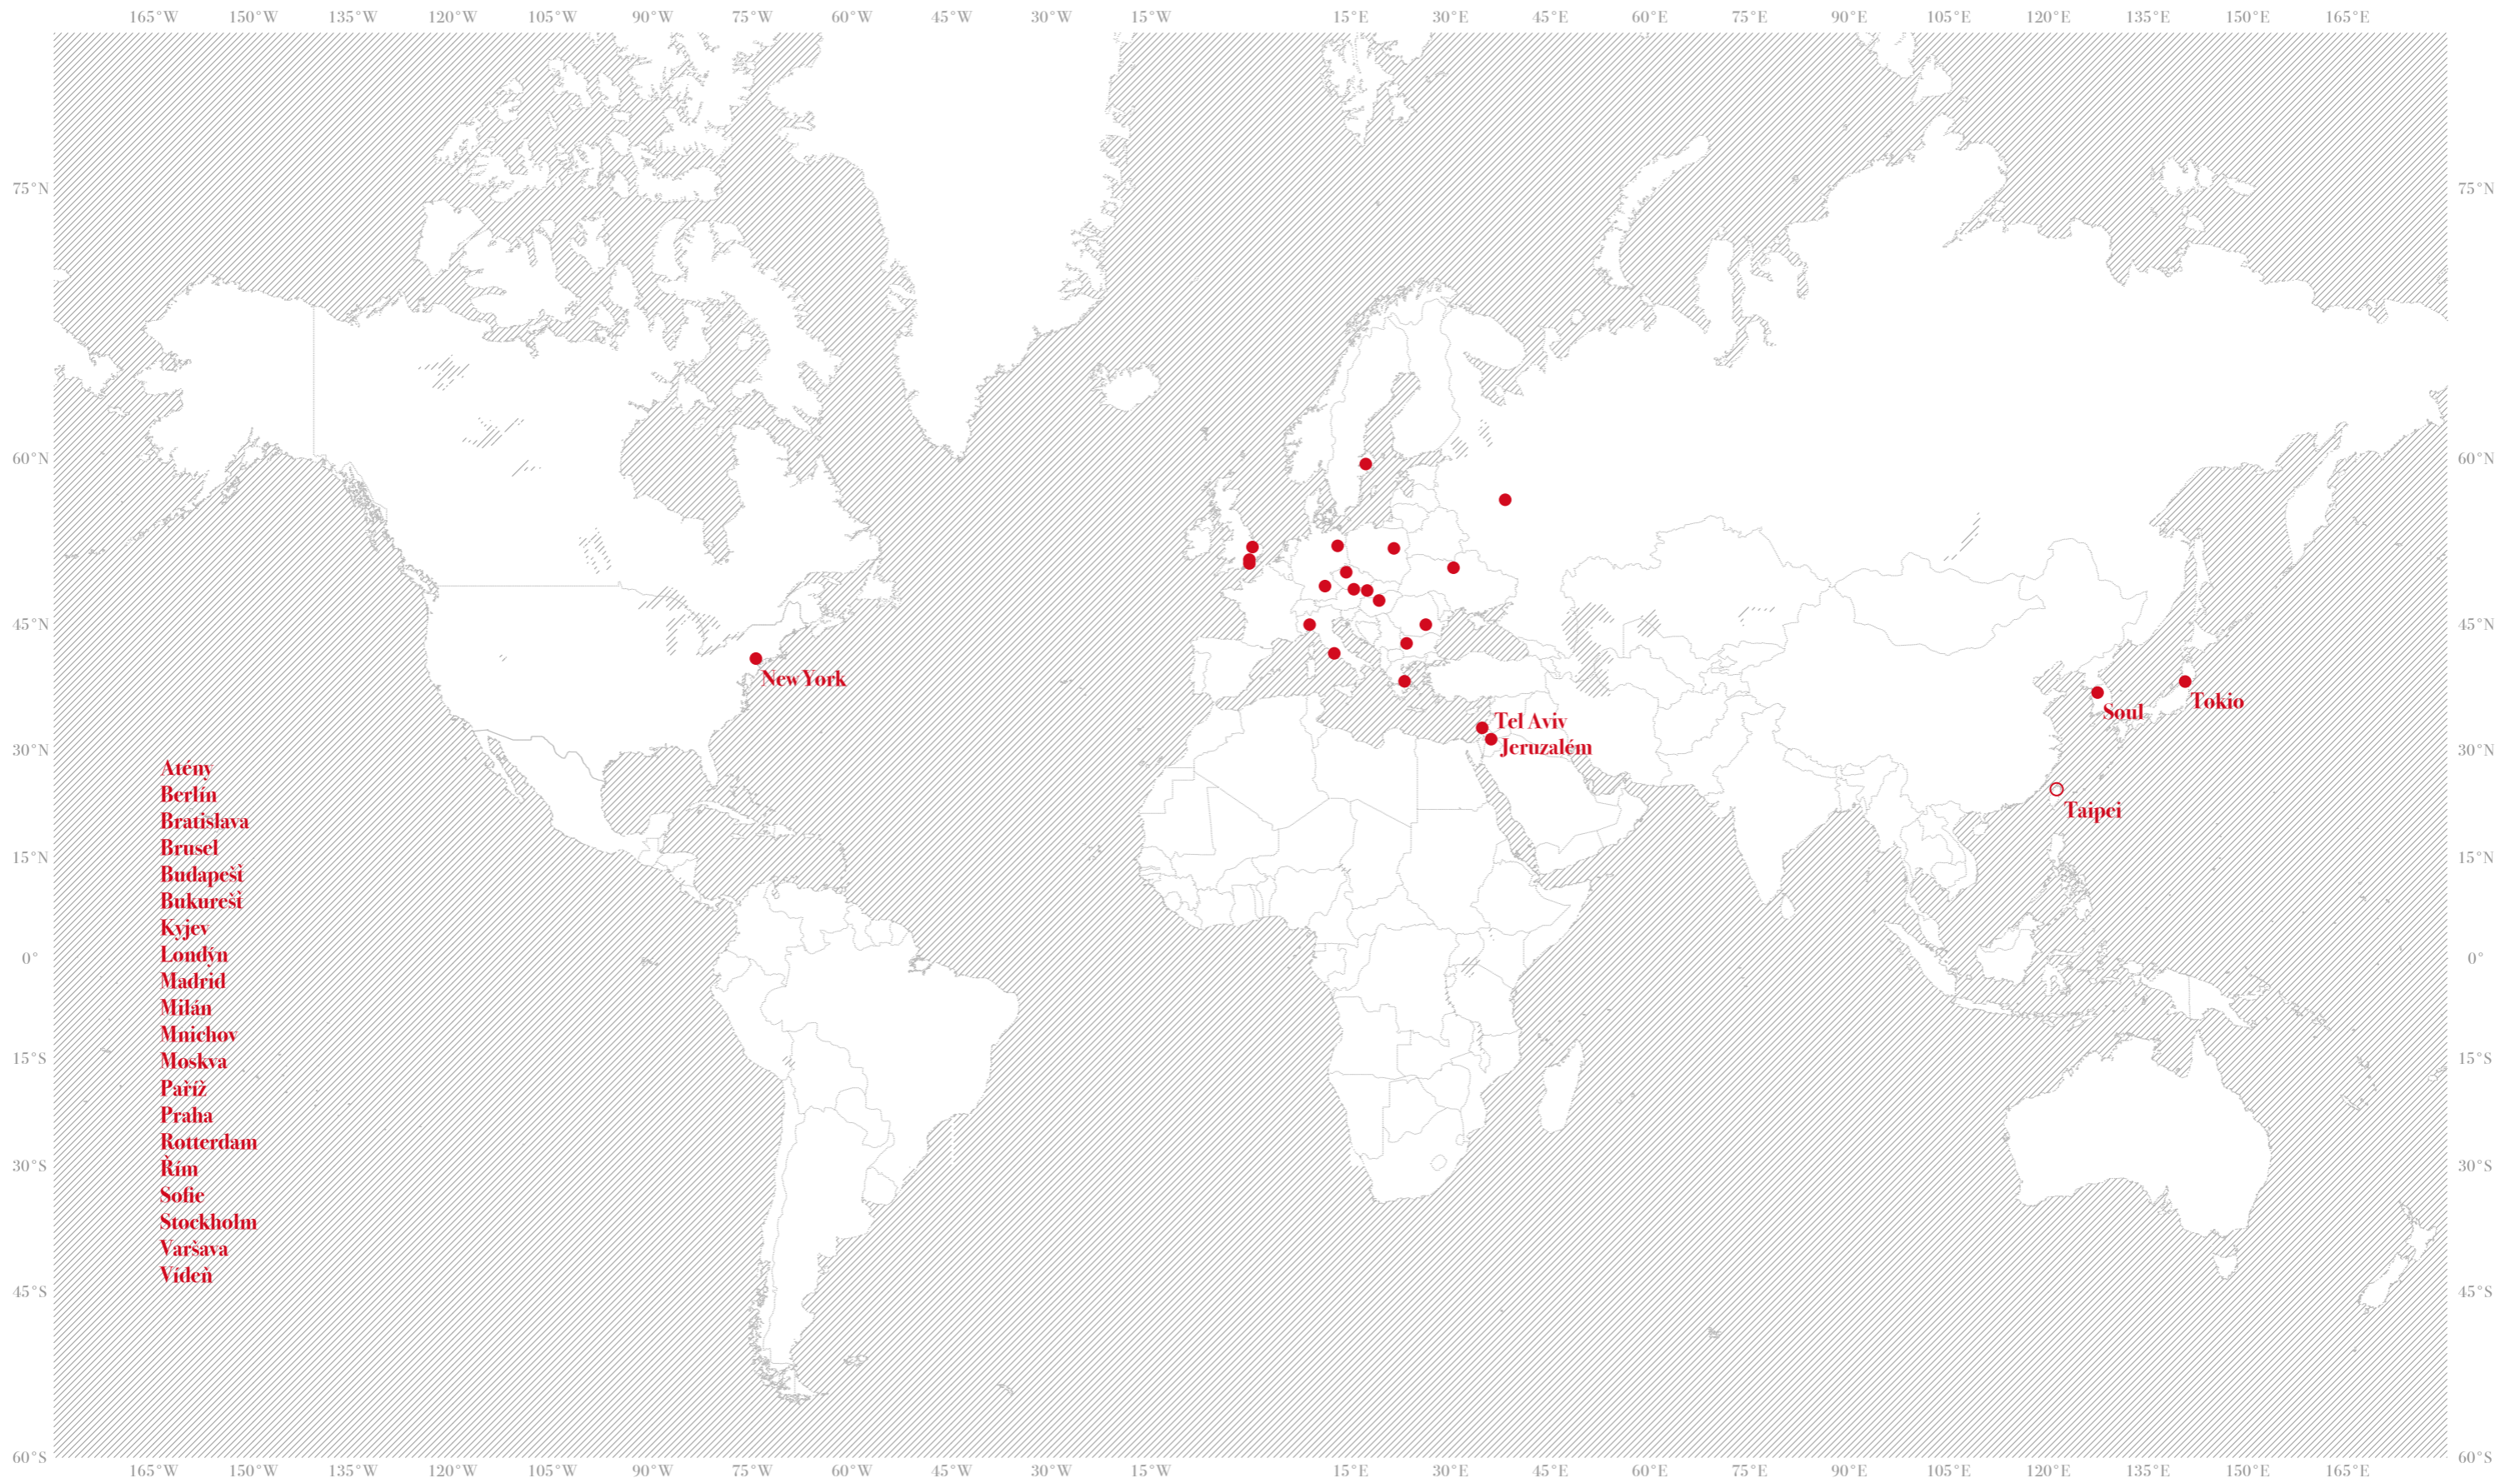 165°W 150°W 135°W 120°W 105°W 90°W 75°W 60°W 45°W 30°W 15°W 15°E 30°E 45°E 60°E 75°E 90°E 105°E 120°E 135°E 150°E 165°E
75°N 75°N
60°N 60°N
45°N 45°N
New York
Tokio
Soul
Tel Aviv
Jeruzalém
30°N 30°N
Taipei
15°N 15°N
0° 0°
15°S 15°S
30°S 30°S
45°S 45°S
60°S 60°S
Atény
Berlín
Bratislava
Brusel
Budapešť
Bukurešť
Kyjev
Londýn
Madrid
Milán
Mnichov
Moskva
Paříž
Praha
Rotterdam
Řím
Sofie
Stockholm
Varšava
Vídeň
165°W 150°W 135°W 120°W 105°W 90°W 75°W 60°W 45°W 30°W 15°W 15°E 30°E 45°E 60°E 75°E 90°E 105°E 120°E 135°E 150°E 165°E